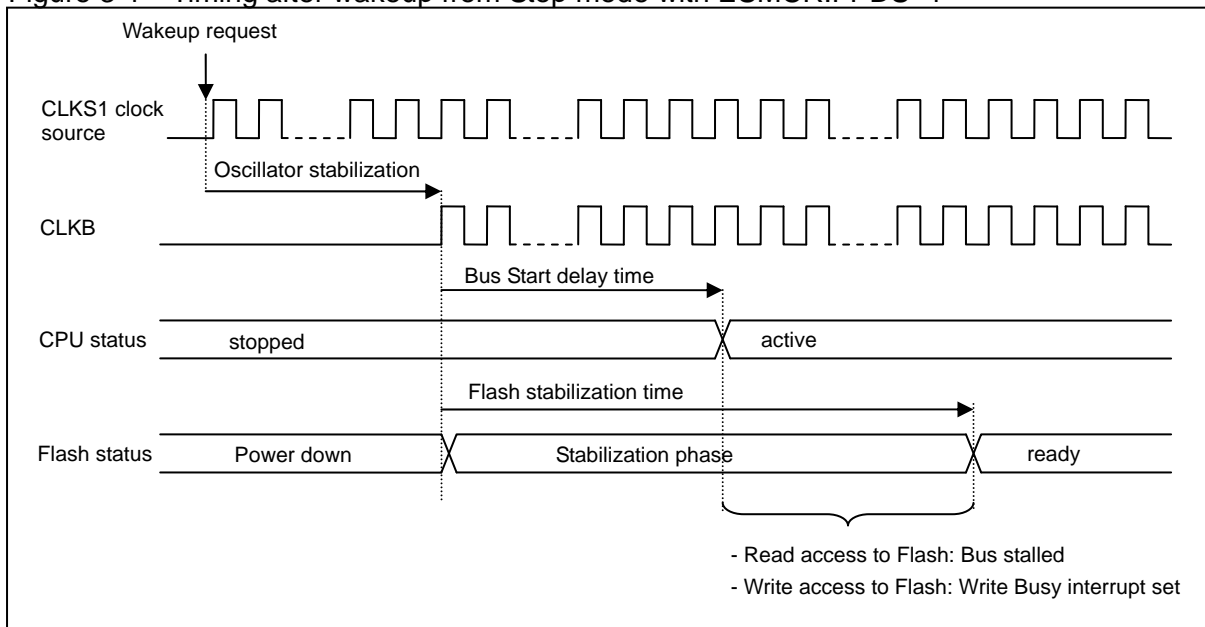 Wakeup request
CLKS1 clock
source
Oscillator stabilization
CLKB
Bus Start delay time
CPU status
stopped
active
Flash stabilization time
Flash status
Power down
Stabilization phase
ready
- Read access to Flash: Bus stalled
- Write access to Flash: Write Busy interrupt set